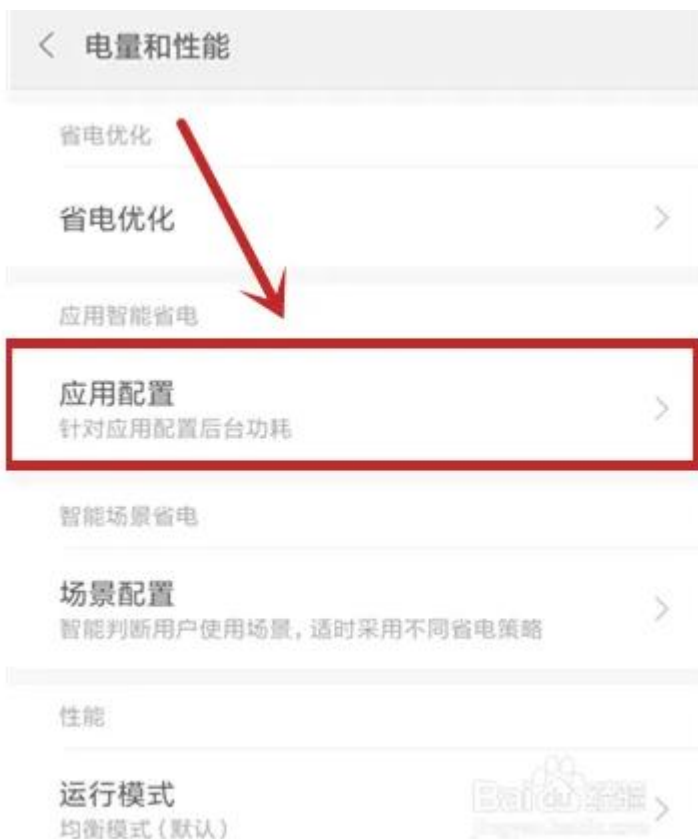 电量和性能
省电优化
省电优化
应用智能省电
应用配置
针对应用配置后台功耗
智能场景省电
场景配置
智能判断用户使用场景，适时采用不同省电策略
性能
运行模式
均衡模式（默认）
Baidu 经验